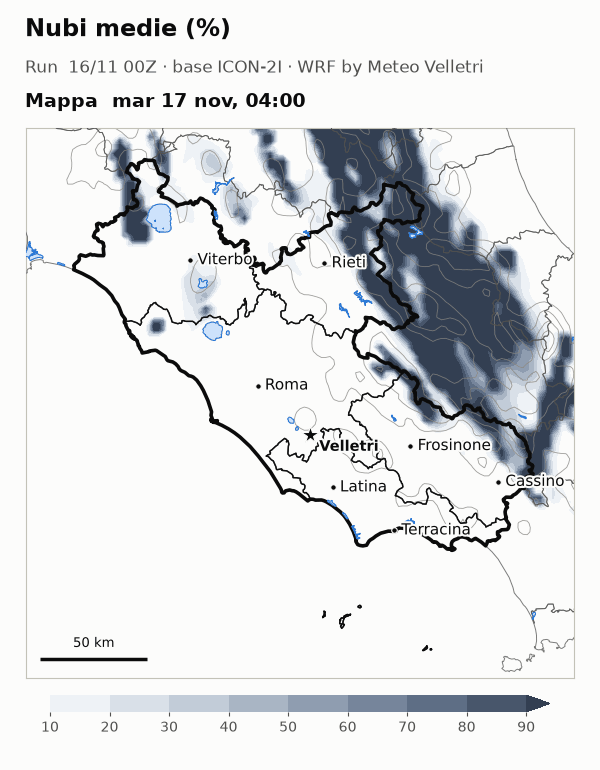 Nubi medie (%)
Run  16/11 00Z · base ICON-2I · WRF by Meteo Velletri
Mappa  mar 17 nov, 04:00
Viterbo
Rieti
Roma
Velletri
Frosinone
Cassino
Latina
Terracina
50 km
10 20 30 40 50 60 70 80 90